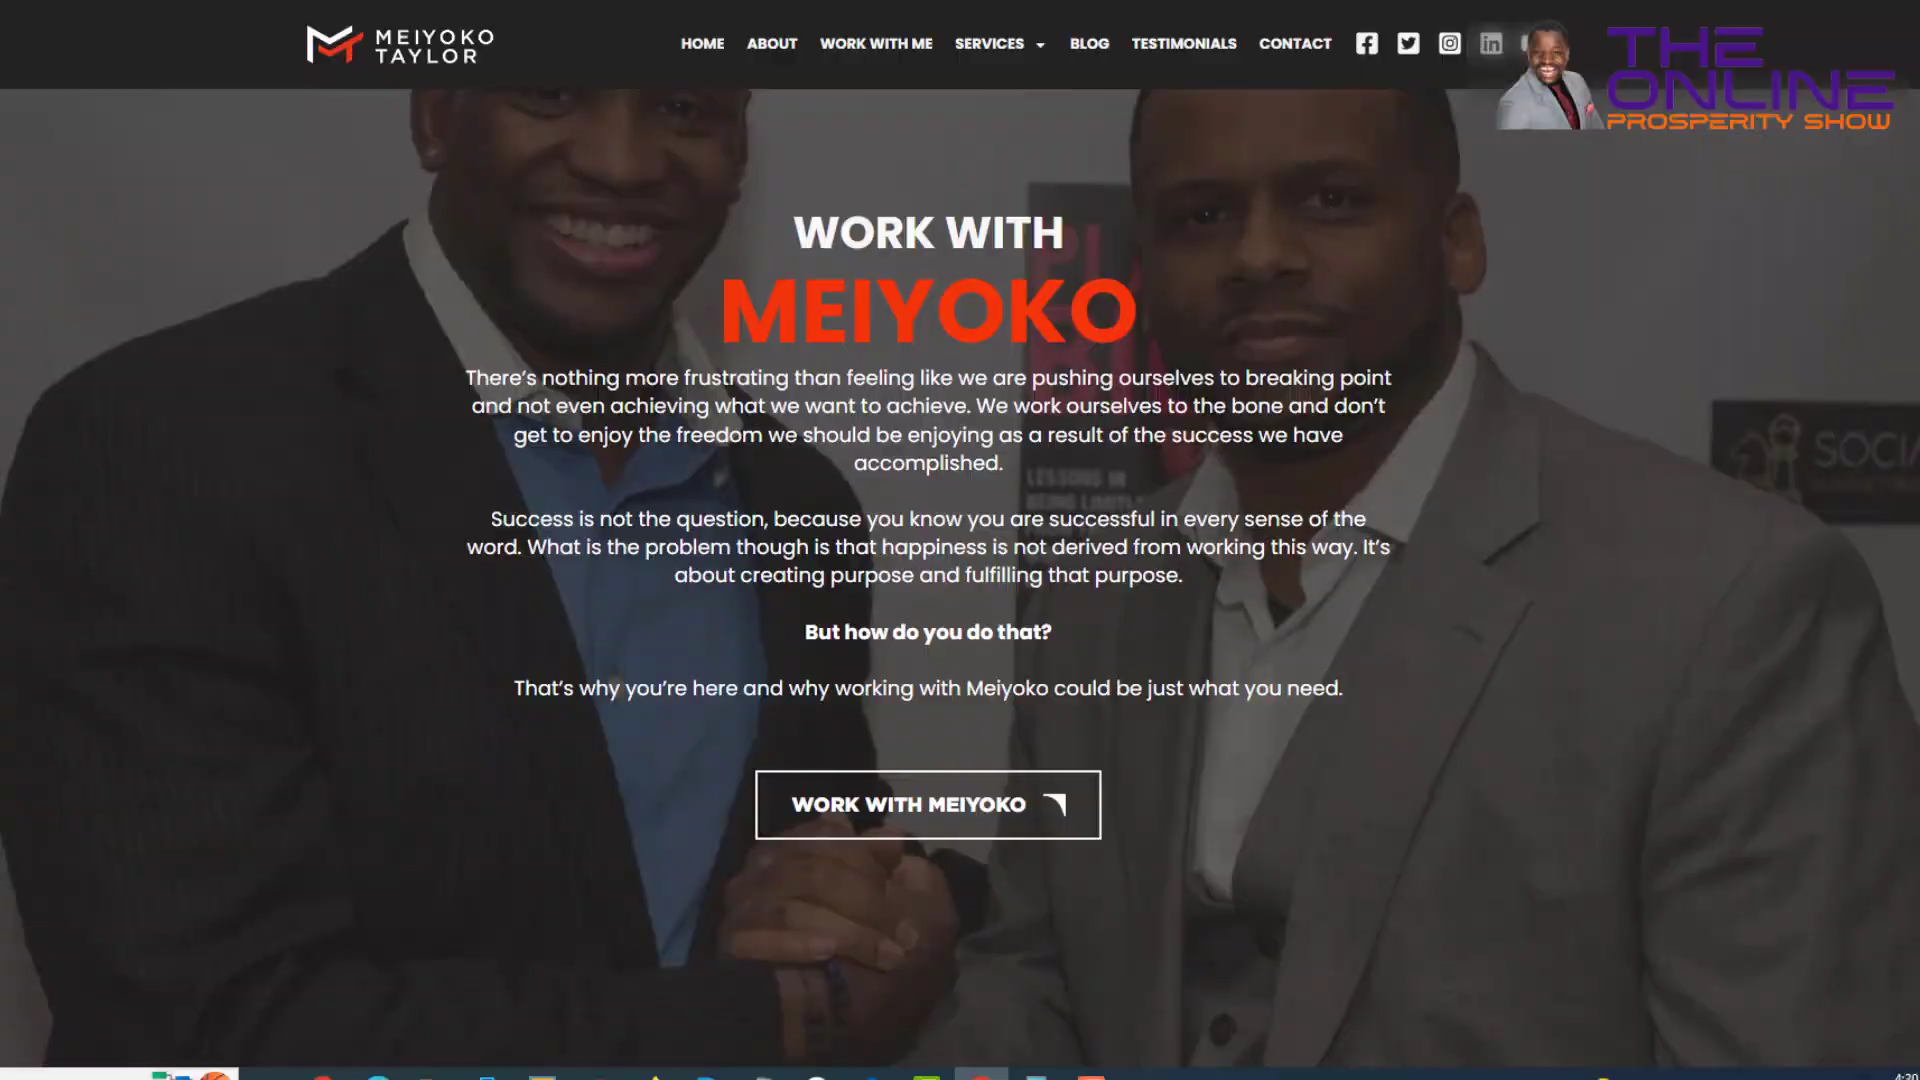 MEIYOKO
TAYLOR
HOME ABOUT WORK WITH ME SERVICES BLOG TESTIMONIALS CONTACT
THE
ONLINE
PROSPERITY SHOW
WORK WITH
MEIYOKO
There's nothing more frustrating than feeling like we are pushing ourselves to breaking point
and not even achieving what we want to achieve. We work ourselves to the bone and don't
get to enjoy the freedom we should be enjoying as a result of the success we have
accomplished.
Success is not the question, because you know you are successful in every sense of the
word. What is the problem though is that happiness is not derived from working this way. It's
about creating purpose and fulfilling that purpose.
But how do you do that?
That's why you're here and why working with Meiyoko could be just what you need.
WORK WITH MEIYOKO
LESSONS IN
BEING